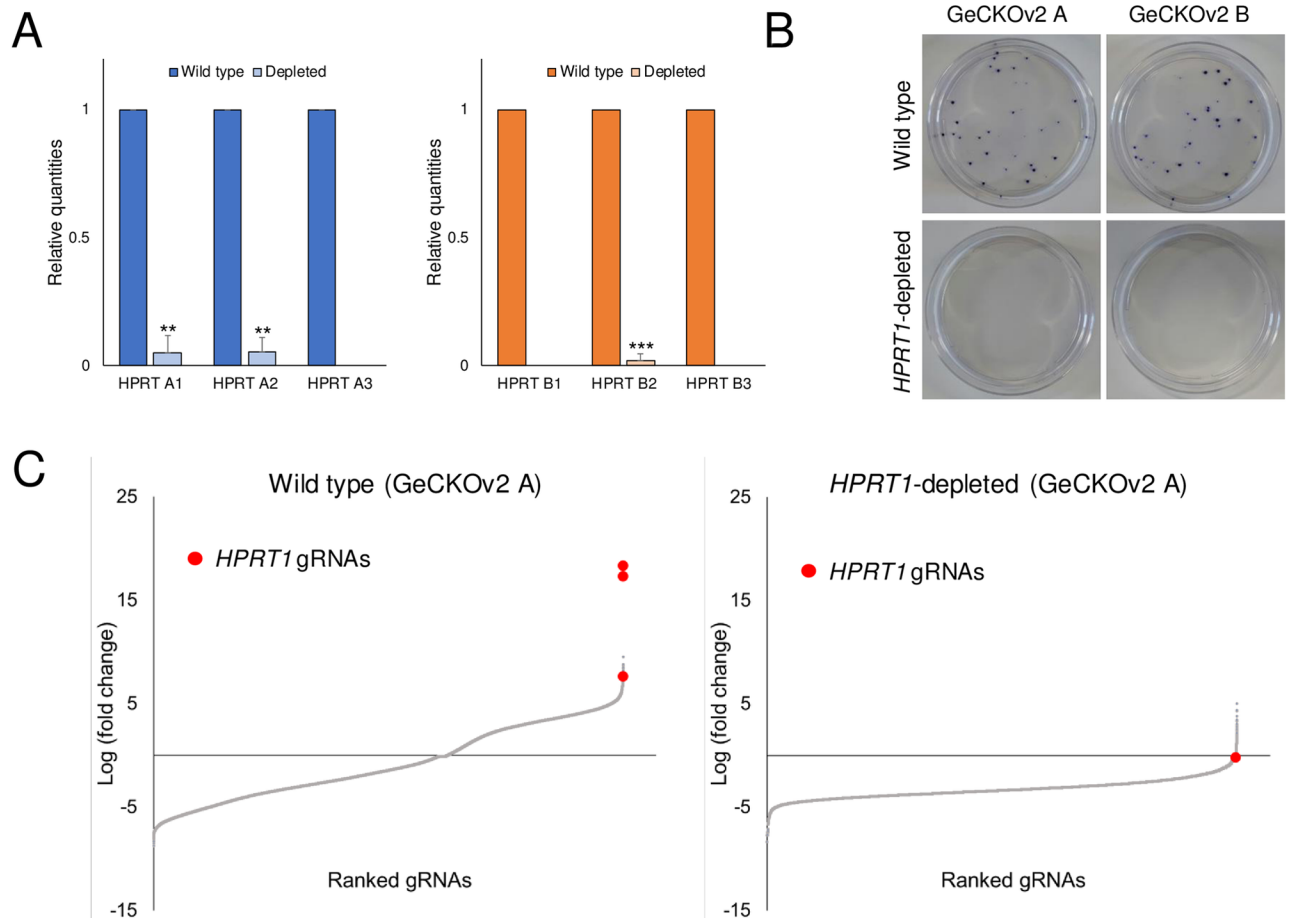 A
Wild type Depleted
1
0.5
0
Relative quantities
** **
HPRT A1 HPRT A2 HPRT A3
Wild type Depleted
1
0.5
0
Relative quantities
***
HPRT B1 HPRT B2 HPRT B3
B
GeCKOv2 A GeCKOv2 B
Wild type
HPRT1-depleted
C
Wild type (GeCKOv2 A)
HPRT1 gRNAs
25
15
5
-5
-15
Log (fold change)
Ranked gRNAs
HPRT1-depleted (GeCKOv2 A)
HPRT1 gRNAs
25
15
5
-5
-15
Log (fold change)
Ranked gRNAs